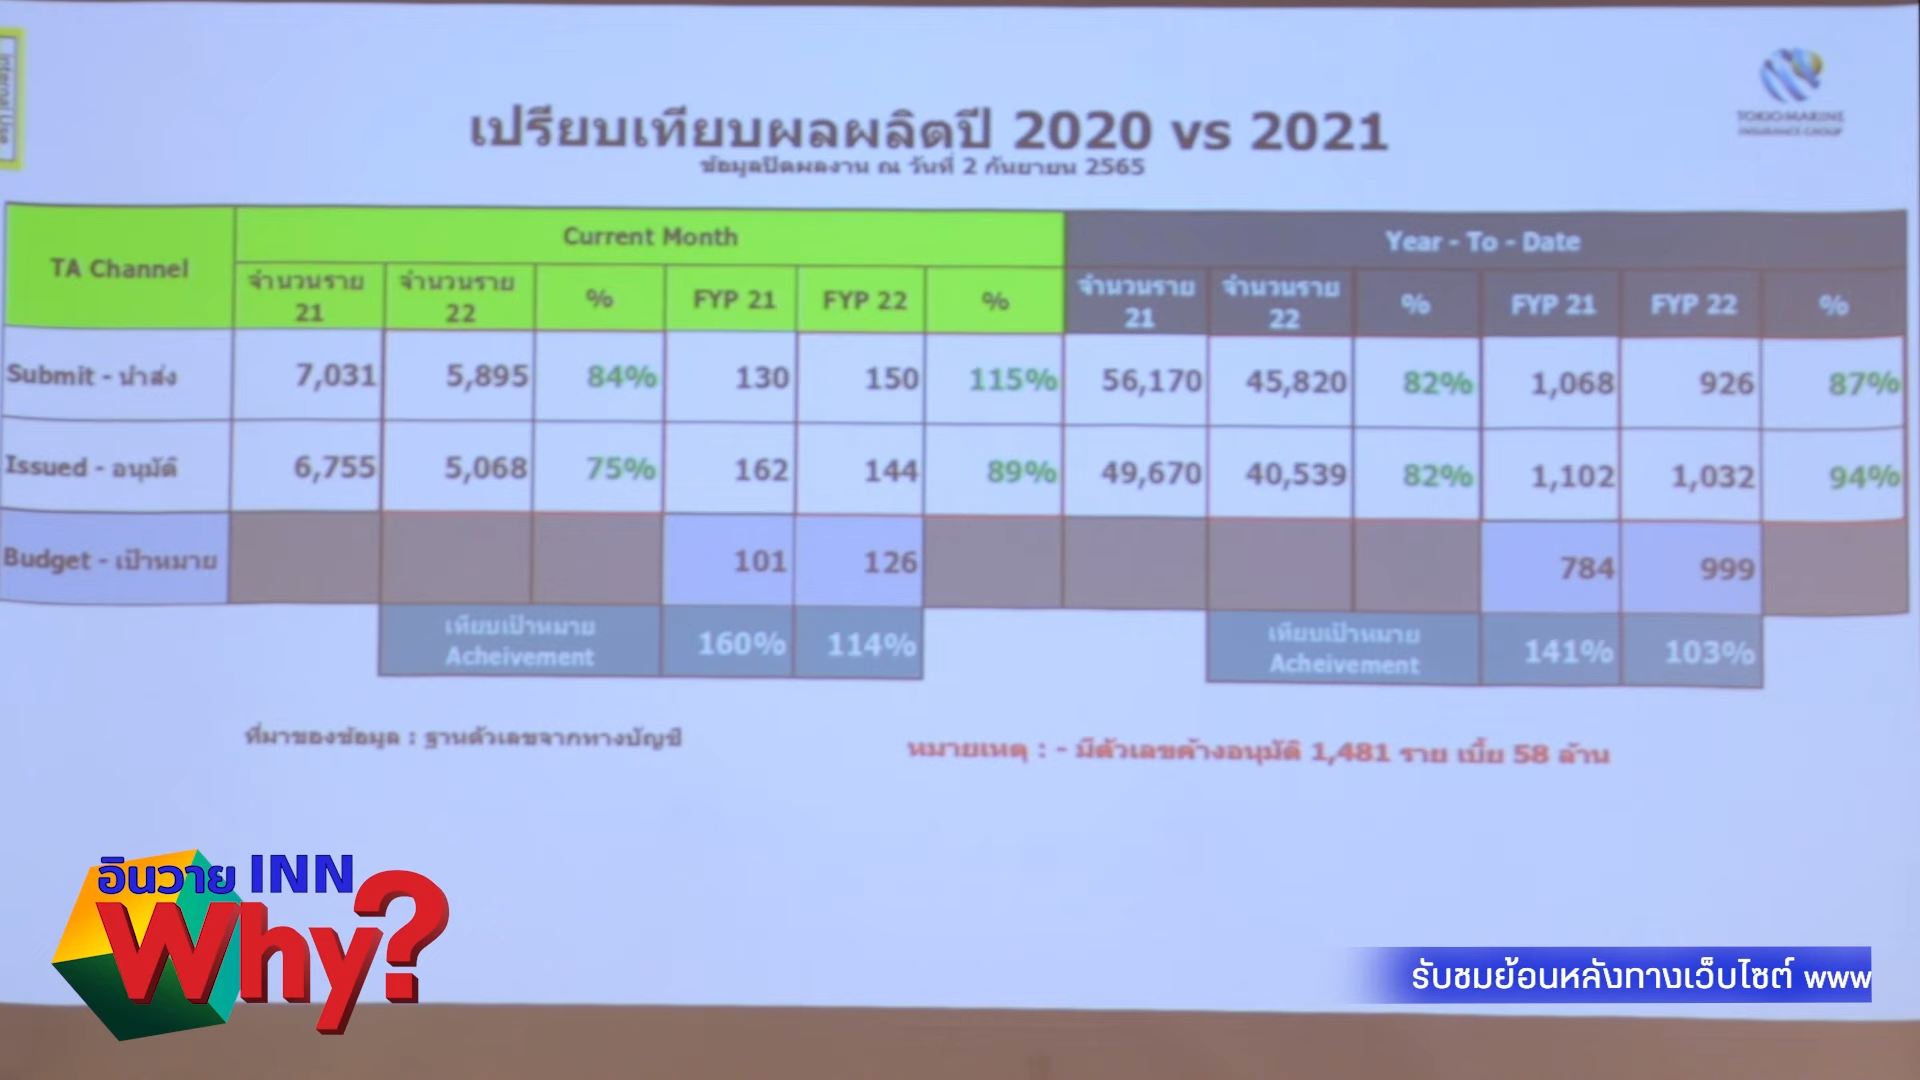 Internal Use
TOKIO MARINE
INSURANCE GROUP
เปรียบเทียบผลผลิตปี 2020 vs 2021
ข้อมูลปิดผลงาน ณ วันที่ 2 กันยายน 2565
TA Channel
Current Month
Year - To - Date
จำนวนราย 21
จำนวนราย 22
%
FYP 21
FYP 22
%
จำนวนราย 21
จำนวนราย 22
%
FYP 21
FYP 22
%
Submit - นำส่ง 7,031 5,895 84% 130 150 115% 56,170 45,820 82% 1,068 926 87%
Issued - อนุมัติ 6,755 5,068 75% 162 144 89% 49,670 40,539 82% 1,102 1,032 94%
Budget - เป้าหมาย 101 126 784 999
เทียบเป้าหมาย
Acheivement
160% 114%
เทียบเป้าหมาย
Acheivement
141% 103%
ที่มาของข้อมูล : ฐานตัวเลขจากทางบัญชี
หมายเหตุ : - มีตัวเลขค้างอนุมัติ 1,481 ราย เบี้ย 58 ล้าน
อินวาย INN
Why?
รับชมย้อนหลังทางเว็บไซต์ www